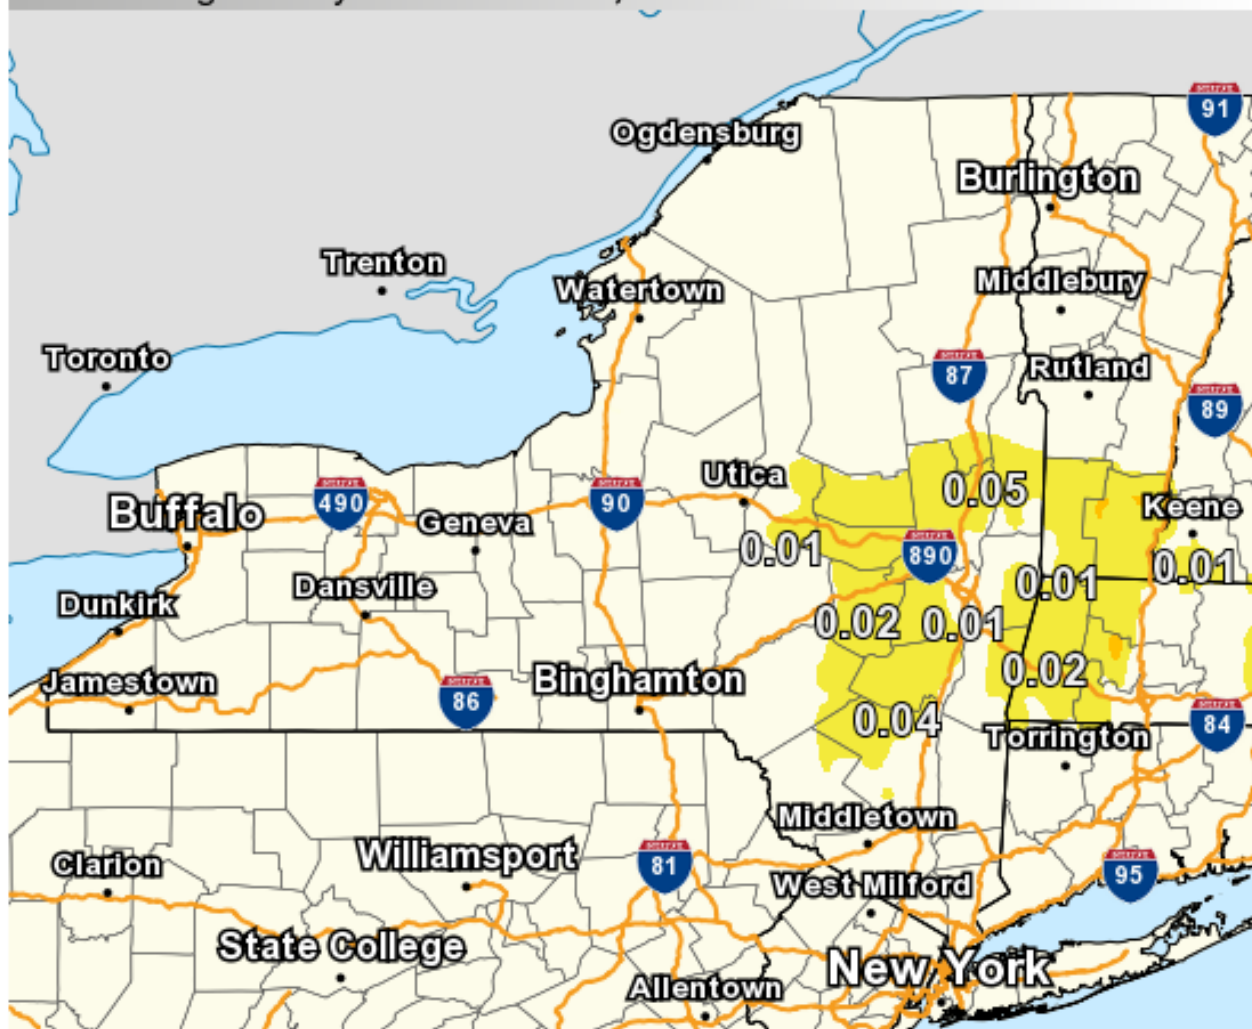 91
Ogdensburg
Burlington
Trenton
Watertown
Middlebury
Toronto
87
Rutland
89
Utica
0.05
Buffalo
490
Geneva
90
Keene
0.01
890
0.01
Dansville
0.01
Dunkirk
0.02
0.01
Jamestown
86
Binghamton
0.02
0.04
84
Torrington
Middletown
Clarion
Williamsport
81
West Milford
95
State College
New York
Allentown